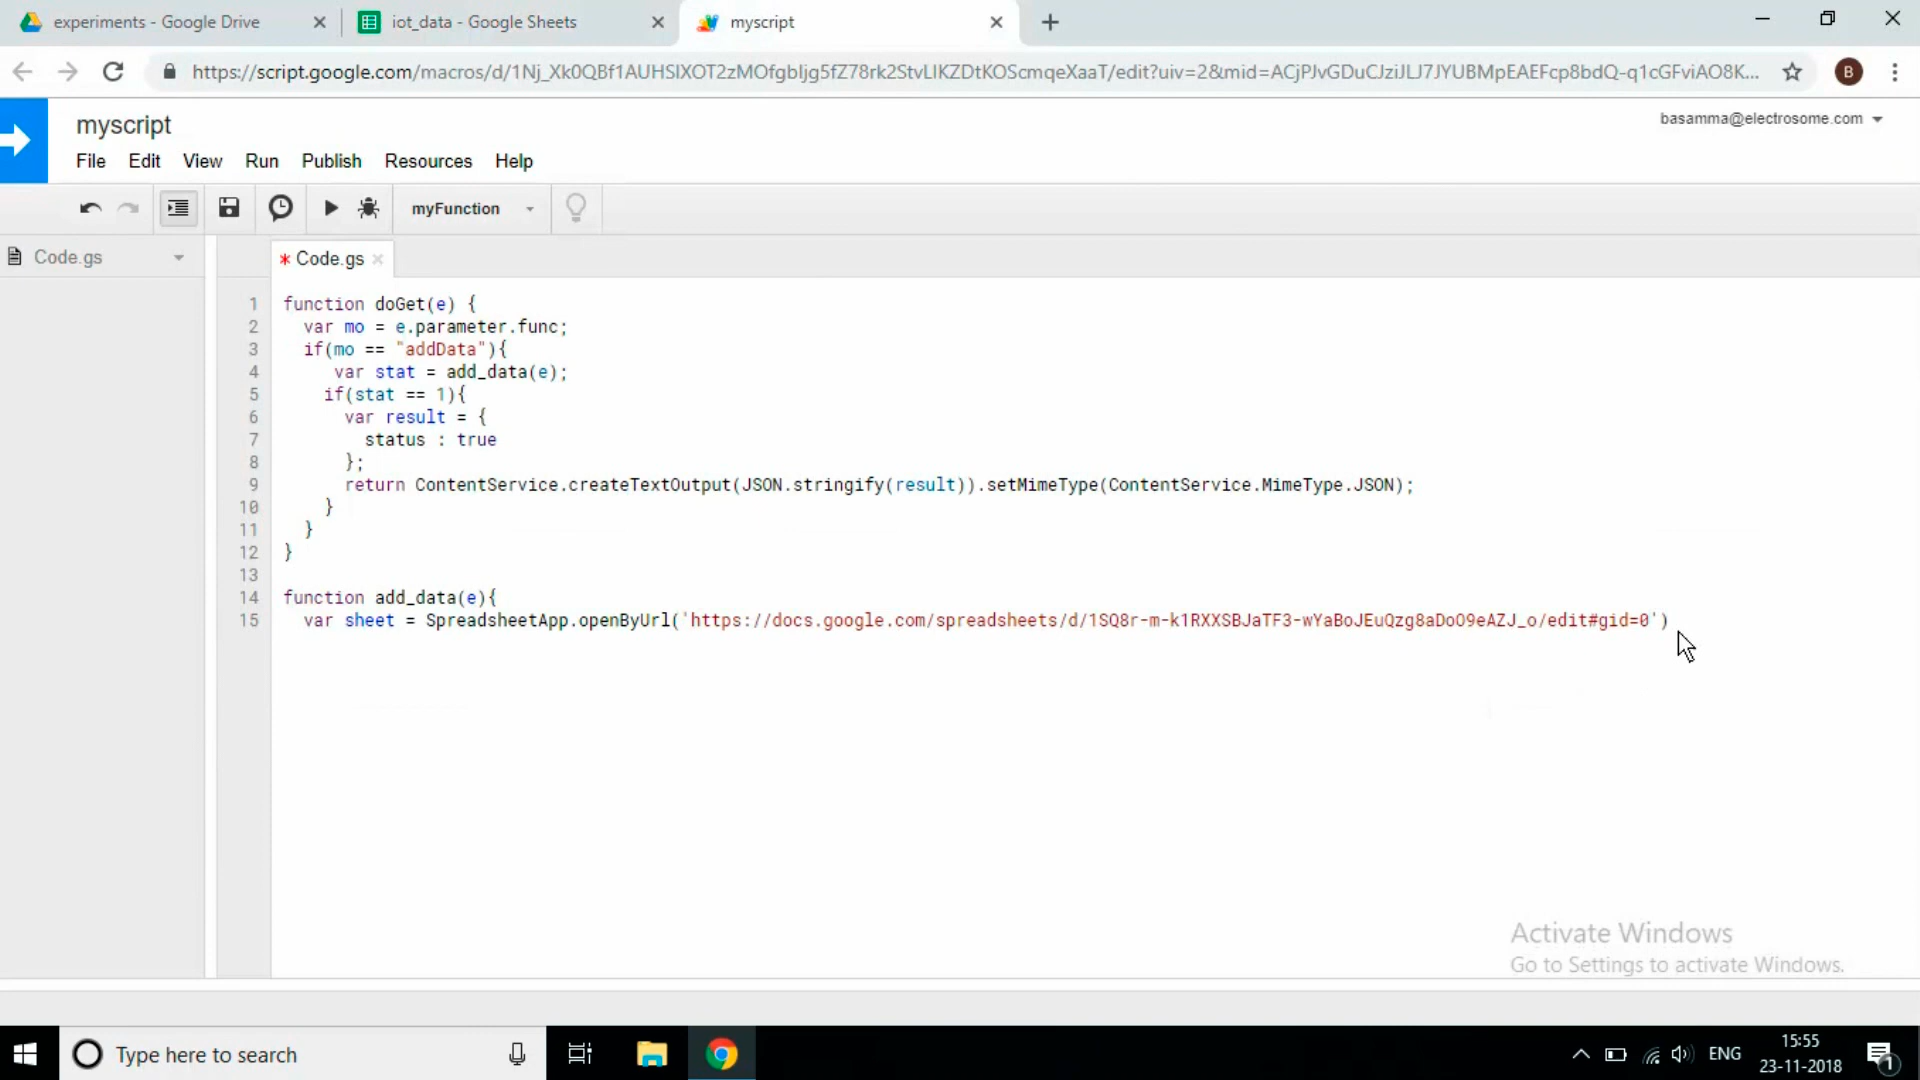 experiments - Google Drive
iot_data - Google Sheets
myscript
https://script.google.com/macros/d/1Nj_Xk0QBf1AUHSlXOT2zMOfgbljg5fZ78rk2StvLlKZDtKOScmqeXaaT/edit?uiv=2&mid=ACjPJvGDuCJziJLJ7JYUBMpEAEFcp8bdQ-q1cGFviAO8K...
B
myscript
basamma@electrosome.com
File Edit View Run Publish Resources Help
myFunction
Code.gs
* Code.gs
1 function doGet(e) {
2 var mo = e.parameter.func;
3 if(mo == "addData"){
4 var stat = add_data(e);
5 if(stat == 1){
6 var result = {
7 status : true
8 };
9 return ContentService.createTextOutput(JSON.stringify(result)).setMimeType(ContentService.MimeType.JSON);
10 }
11 }
12 }
13
14 function add_data(e){
15 var sheet = SpreadsheetApp.openByUrl('https://docs.google.com/spreadsheets/d/1SQ8r-m-k1RXXSBJaTF3-wYaBoJEuQzg8aDoO9eAZJ_o/edit#gid=0')
Activate Windows
Go to Settings to activate Windows.
Type here to search
ENG
15:55
23-11-2018
1